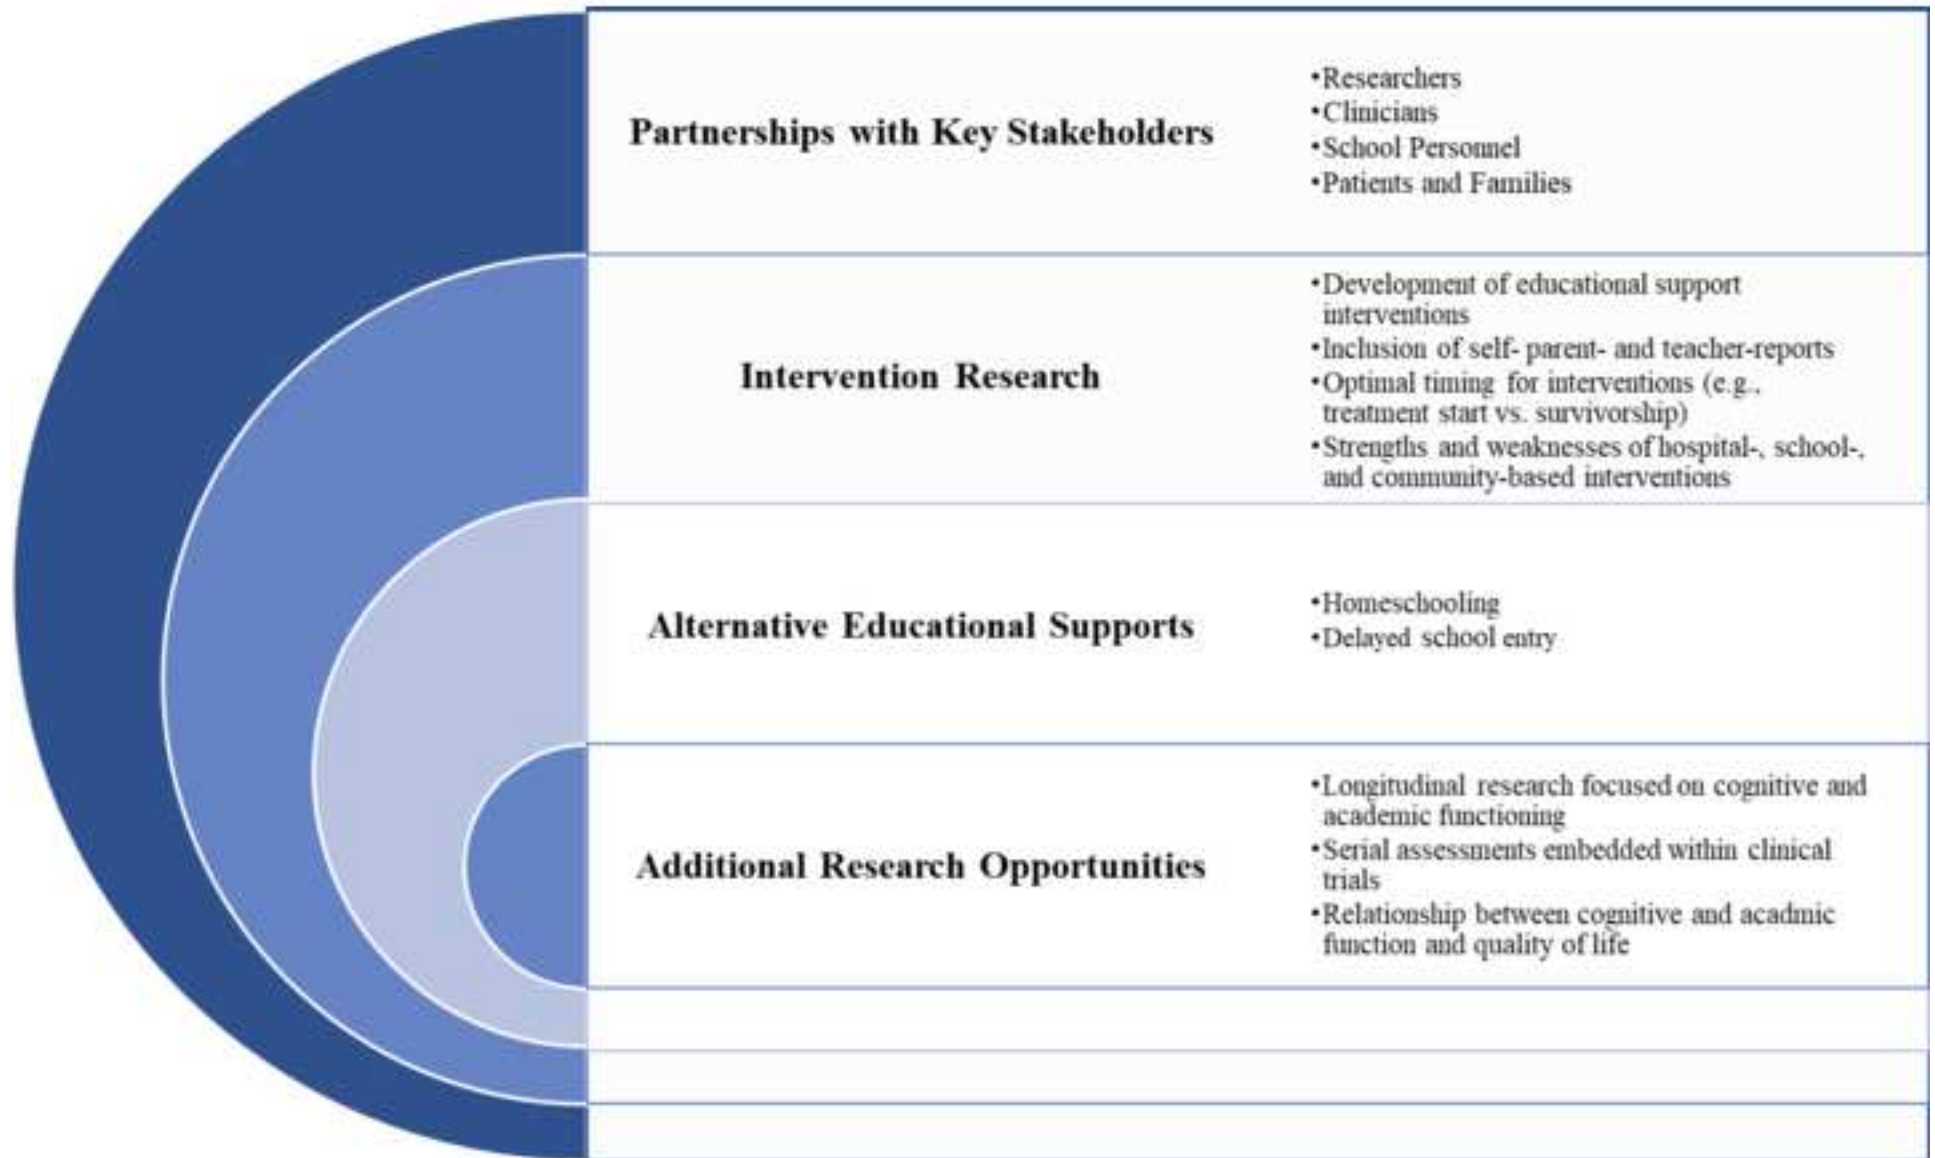 Partnerships with Key Stakeholders
•Researchers
•Clinicians
•School Personnel
•Patients and Families
Intervention Research
•Development of educational support
interventions
•Inclusion of self- parent- and teacher-reports
•Optimal timing for interventions (e.g.,
treatment start vs. survivorship)
•Strengths and weaknesses of hospital-, school-,
and community-based interventions
Alternative Educational Supports
•Homeschooling
•Delayed school entry
Additional Research Opportunities
•Longitudinal research focused on cognitive and
academic functioning
•Serial assessments embedded within clinical
trials
•Relationship between cognitive and acadmic
function and quality of life